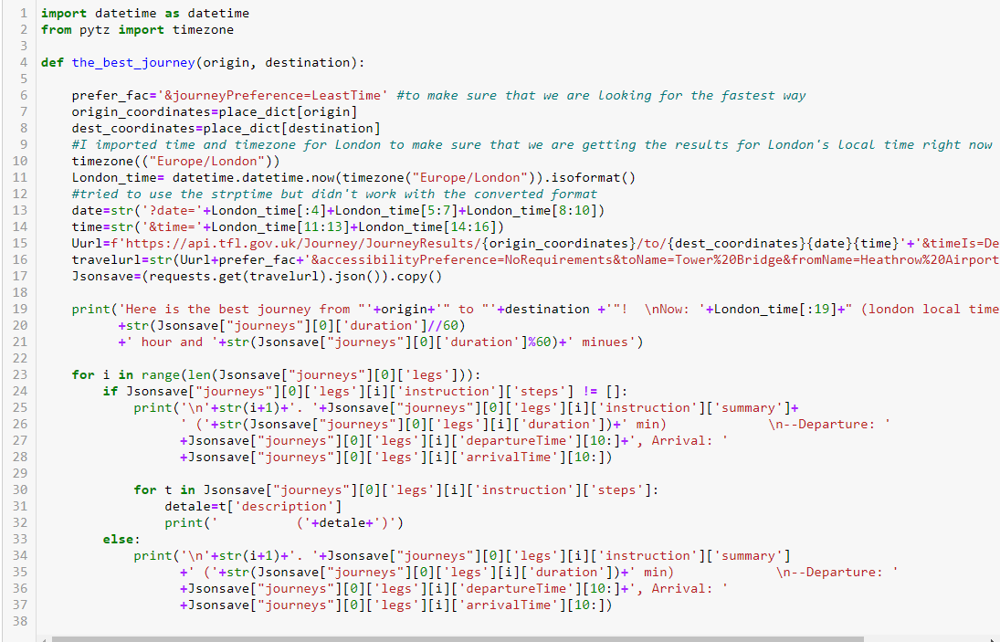 1 import datetime as datetime
2 from pytz import timezone
3
4 def the_best_journey(origin, destination):
5
6     prefer_fac='&journeyPreference=LeastTime' #to make sure that we are looking for the fastest way
7     origin_coordinates=place_dict[origin]
8     dest_coordinates=place_dict[destination]
9     #I imported time and timezone for London to make sure that we are getting the results for London's local time right now
10     timezone(("Europe/London"))
11     London_time= datetime.datetime.now(timezone("Europe/London")).isoformat()
12     #tried to use the strptime but didn't work with the converted format
13     date=str('?date='+London_time[:4]+London_time[5:7]+London_time[8:10])
14     time=str('&time='+London_time[11:13]+London_time[14:16])
15     Uurl=f'https://api.tfl.gov.uk/Journey/JourneyResults/{origin_coordinates}/to/{dest_coordinates}{date}{time}'+'&timeIs=De
16     travelurl=str(Uurl+prefer_fac+'&accessibilityPreference=NoRequirements&toName=Tower%20Bridge&fromName=Heathrow%20Airport
17     Jsonsave=(requests.get(travelurl).json()).copy()
18
19     print('Here is the best journey from "'+origin+'" to "'+destination +'"!  \nNow: '+London_time[:19]+" (london local time
20           +str(Jsonsave["journeys"][0]['duration']//60)
21           +' hour and '+str(Jsonsave["journeys"][0]['duration']%60)+' minues')
22
23     for i in range(len(Jsonsave["journeys"][0]['legs'])):
24         if Jsonsave["journeys"][0]['legs'][i]['instruction']['steps'] != []:
25             print('\n'+str(i+1)+'. '+Jsonsave["journeys"][0]['legs'][i]['instruction']['summary']+
26                   ' ('+str(Jsonsave["journeys"][0]['legs'][i]['duration'])+' min)             \n--Departure: '
27                   +Jsonsave["journeys"][0]['legs'][i]['departureTime'][10:]+', Arrival: '
28                   +Jsonsave["journeys"][0]['legs'][i]['arrivalTime'][10:])
29
30             for t in Jsonsave["journeys"][0]['legs'][i]['instruction']['steps']:
31                 detale=t['description']
32                 print('          ('+detale+')')
33         else:
34             print('\n'+str(i+1)+'. '+Jsonsave["journeys"][0]['legs'][i]['instruction']['summary']
35                   +' ('+str(Jsonsave["journeys"][0]['legs'][i]['duration'])+' min)             \n--Departure: '
36                   +Jsonsave["journeys"][0]['legs'][i]['departureTime'][10:]+', Arrival: '
37                   +Jsonsave["journeys"][0]['legs'][i]['arrivalTime'][10:])
38